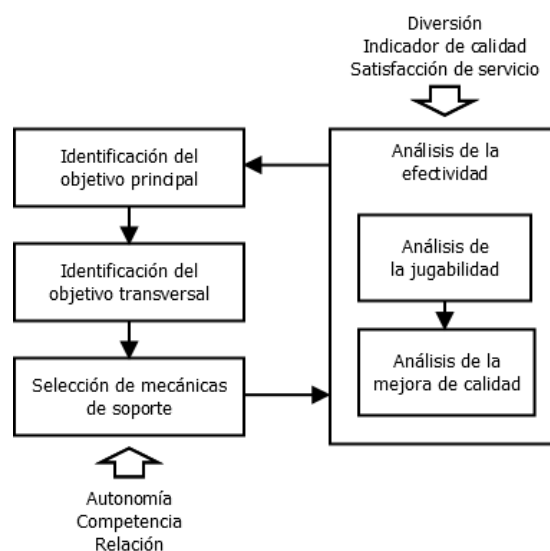 Diversión
Indicador de calidad
Satisfacción de servicio
Identificación del
objetivo principal
Identificación del
objetivo transversal
Selección de mecánicas
de soporte
Autonomía
Competencia
Relación
Análisis de la
efectividad
Análisis de
la jugabilidad
Análisis de la
mejora de calidad